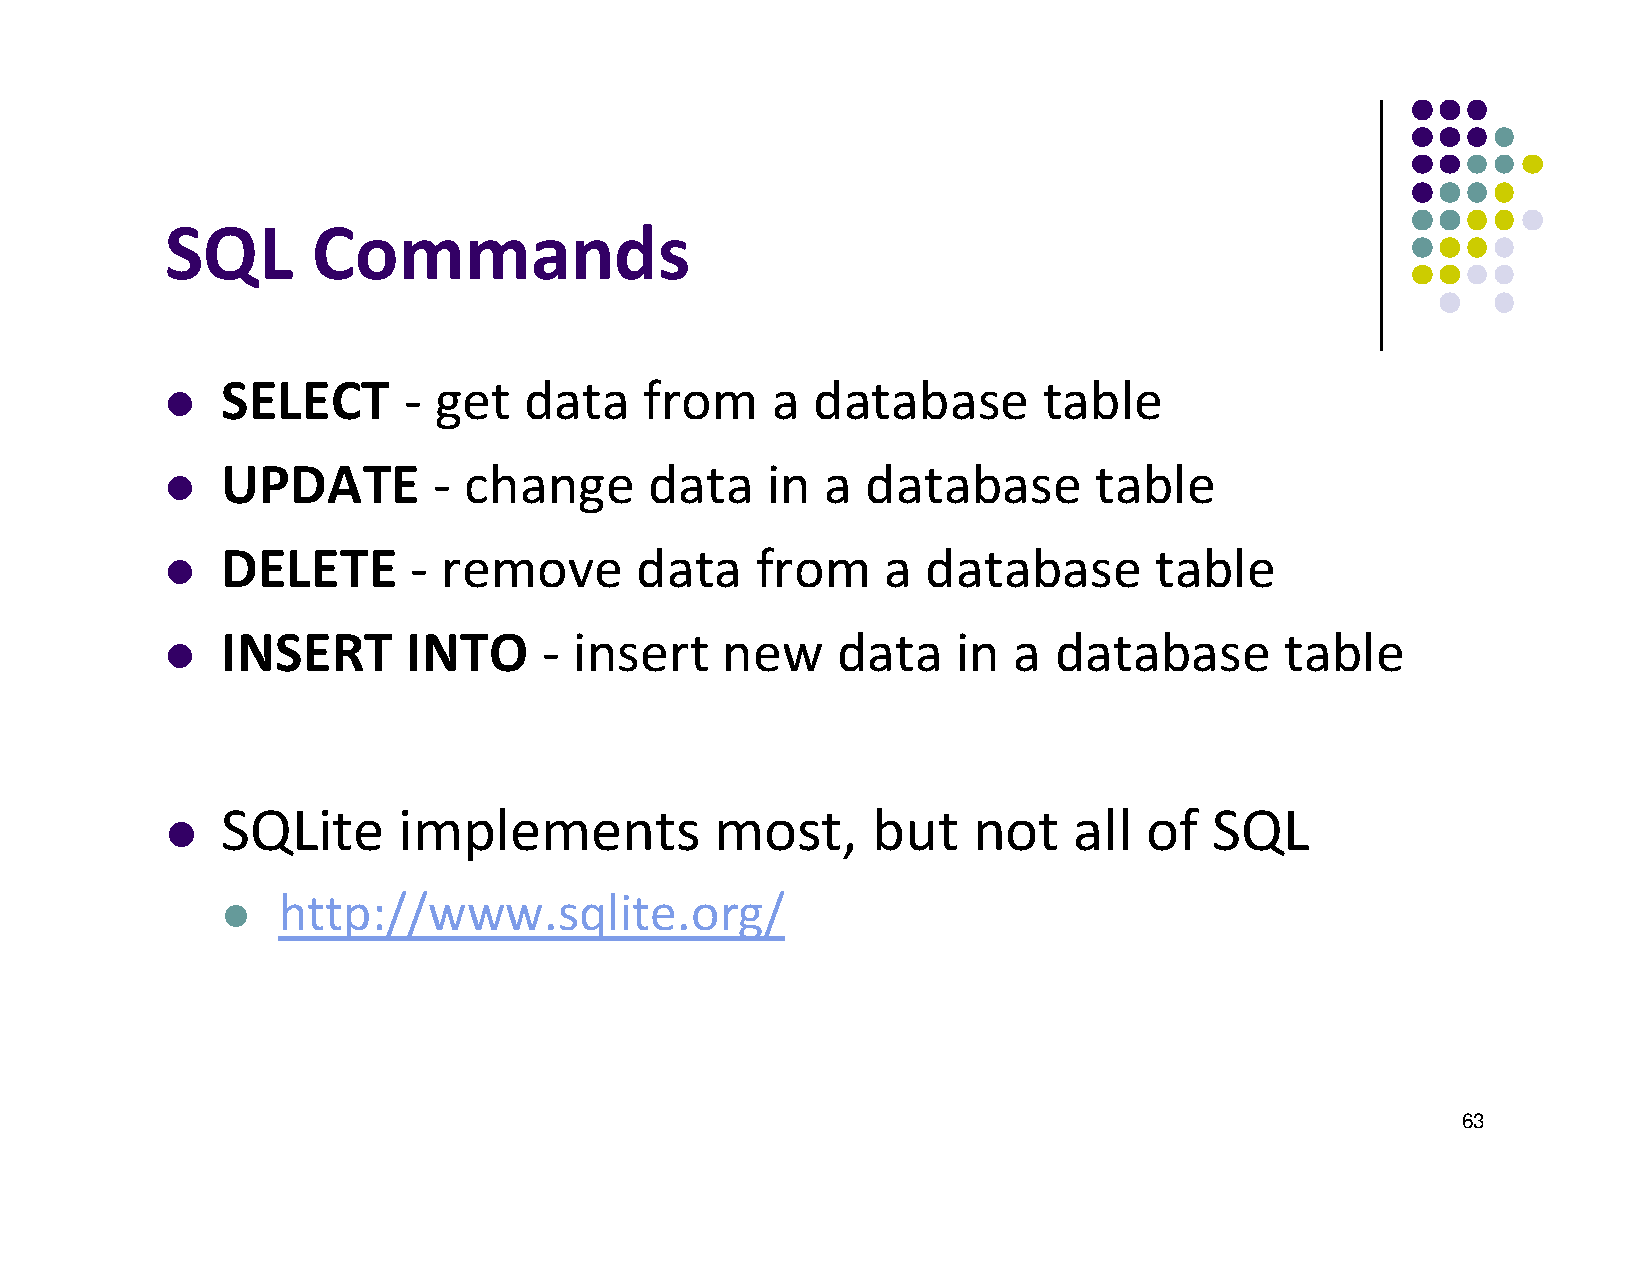 SQL Commands
SELECT - get data from a database table
UPDATE - change data in a database table
DELETE - remove data from a database table
INSERT INTO - insert new data in a database table
SQLite implements most, but not all of SQL
http://www.sqlite.org/
63